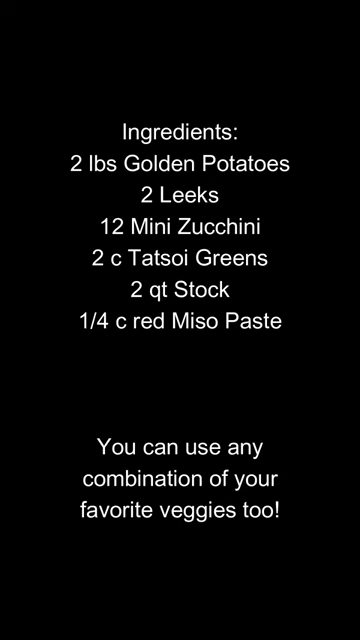 Ingredients:
2 lbs Golden Potatoes
2 Leeks
12 Mini Zucchini
2 c Tatsoi Greens
2 qt Stock
1/4 c red Miso Paste
You can use any
combination of your
favorite veggies too!